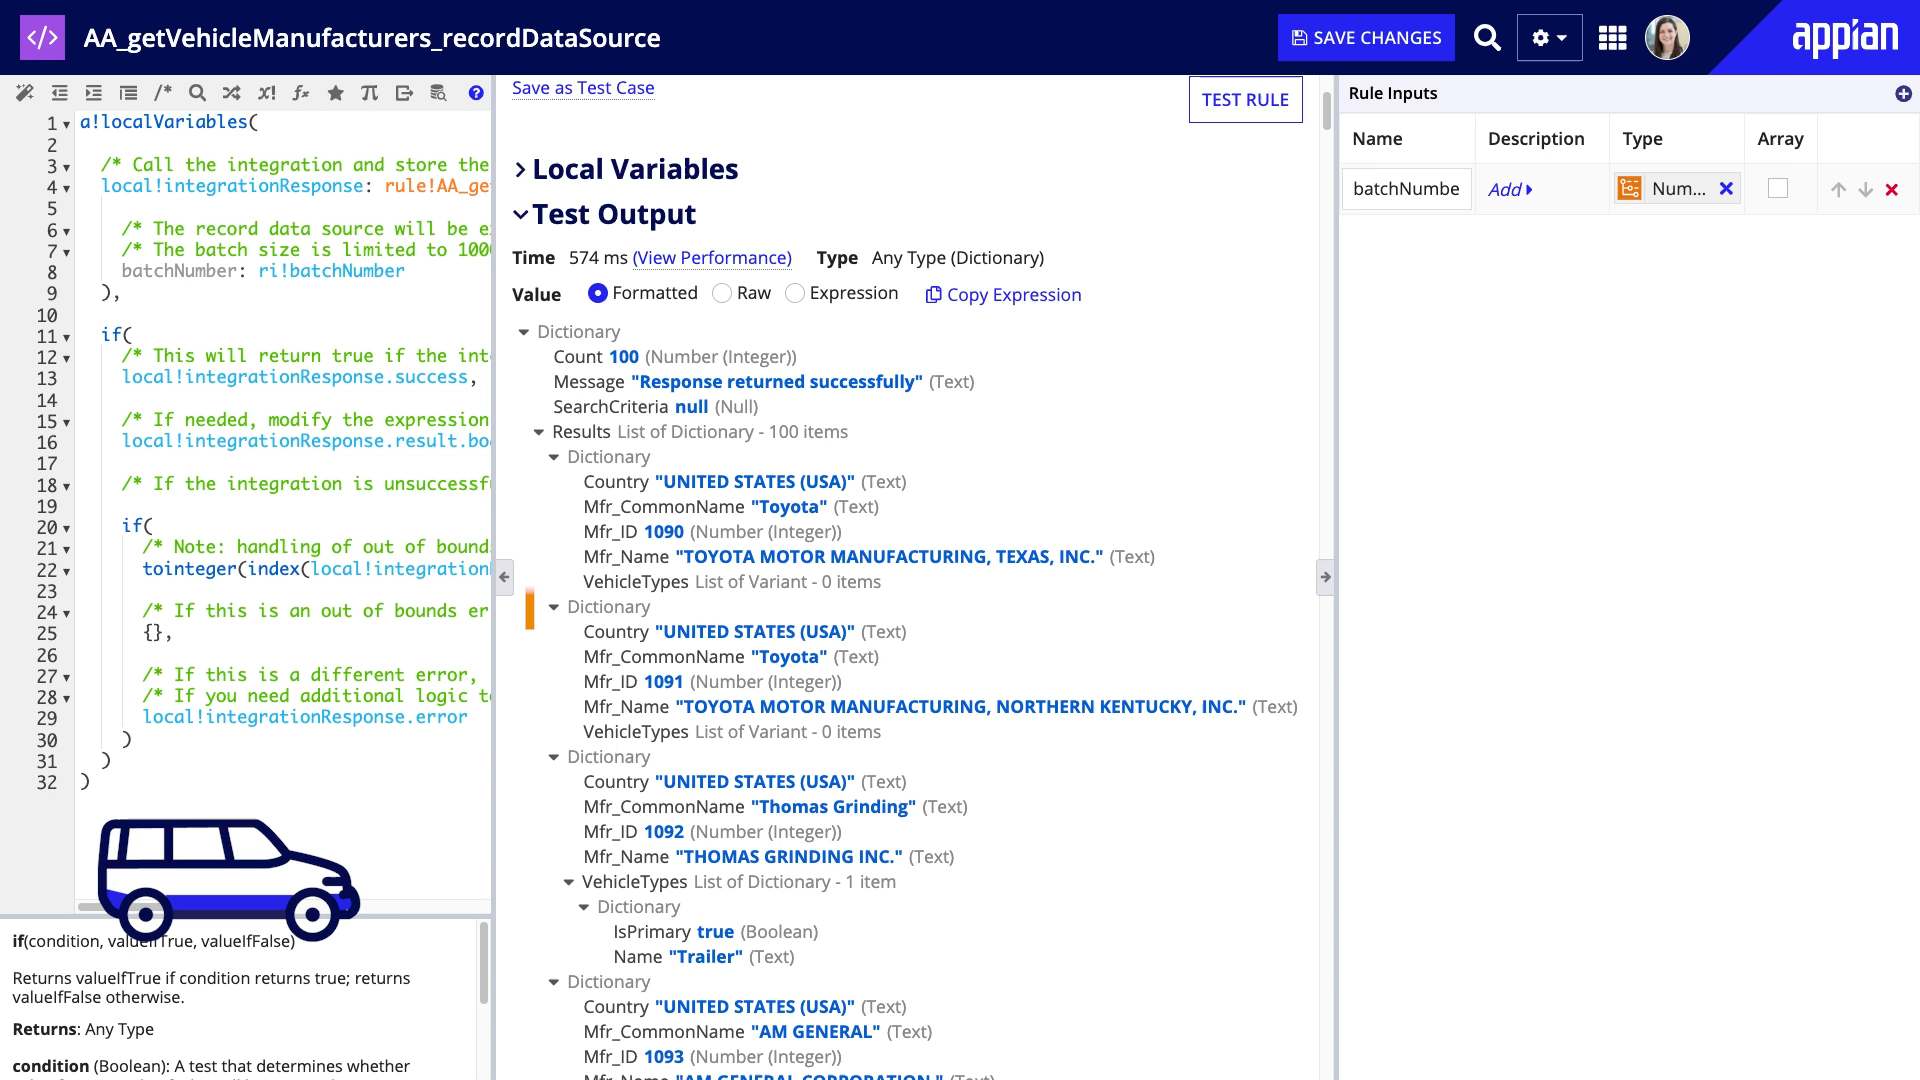 </> AA_getVehicleManufacturers_recordDataSource
SAVE CHANGES
appian
1 a!localVariables(
2
3 /* Call the integration and store the
4 local!integrationResponse: rule!AA_ge
5
6 /* The record data source will be e
7 /* The batch size is limited to 100
8 batchNumber: ri!batchNumber
9 ),
10
11 if(
12 /* This will return true if the int
13 local!integrationResponse.success,
14
15 /* If needed, modify the expression
16 local!integrationResponse.result.bo
17
18 /* If the integration is unsuccessf
19
20 if(
21 /* Note: handling of out of bound
22 tointeger(index(local!integration
23
24 /* If this is an out of bounds er
25 {},
26
27 /* If this is a different error,
28 /* If you need additional logic t
29 local!integrationResponse.error
30 )
31 )
32 )
if(condition, valueIfTrue, valueIfFalse)
Returns valueIfTrue if condition returns true; returns
valueIfFalse otherwise.
Returns: Any Type
condition (Boolean): A test that determines whether
Save as Test Case
TEST RULE
Local Variables
Test Output
Time 574 ms (View Performance) Type Any Type (Dictionary)
Value Formatted Raw Expression Copy Expression
Dictionary
Count 100 (Number (Integer))
Message "Response returned successfully" (Text)
SearchCriteria null (Null)
Results List of Dictionary - 100 items
Dictionary
Country "UNITED STATES (USA)" (Text)
Mfr_CommonName "Toyota" (Text)
Mfr_ID 1090 (Number (Integer))
Mfr_Name "TOYOTA MOTOR MANUFACTURING, TEXAS, INC." (Text)
VehicleTypes List of Variant - 0 items
Dictionary
Country "UNITED STATES (USA)" (Text)
Mfr_CommonName "Toyota" (Text)
Mfr_ID 1091 (Number (Integer))
Mfr_Name "TOYOTA MOTOR MANUFACTURING, NORTHERN KENTUCKY, INC." (Text)
VehicleTypes List of Variant - 0 items
Dictionary
Country "UNITED STATES (USA)" (Text)
Mfr_CommonName "Thomas Grinding" (Text)
Mfr_ID 1092 (Number (Integer))
Mfr_Name "THOMAS GRINDING INC." (Text)
VehicleTypes List of Dictionary - 1 item
Dictionary
IsPrimary true (Boolean)
Name "Trailer" (Text)
Dictionary
Country "UNITED STATES (USA)" (Text)
Mfr_CommonName "AM GENERAL" (Text)
Mfr_ID 1093 (Number (Integer))
Mfr_Name "AM GENERAL CORPORATION " (Text)
Rule Inputs
Name Description Type Array
batchNumbe Add Num...